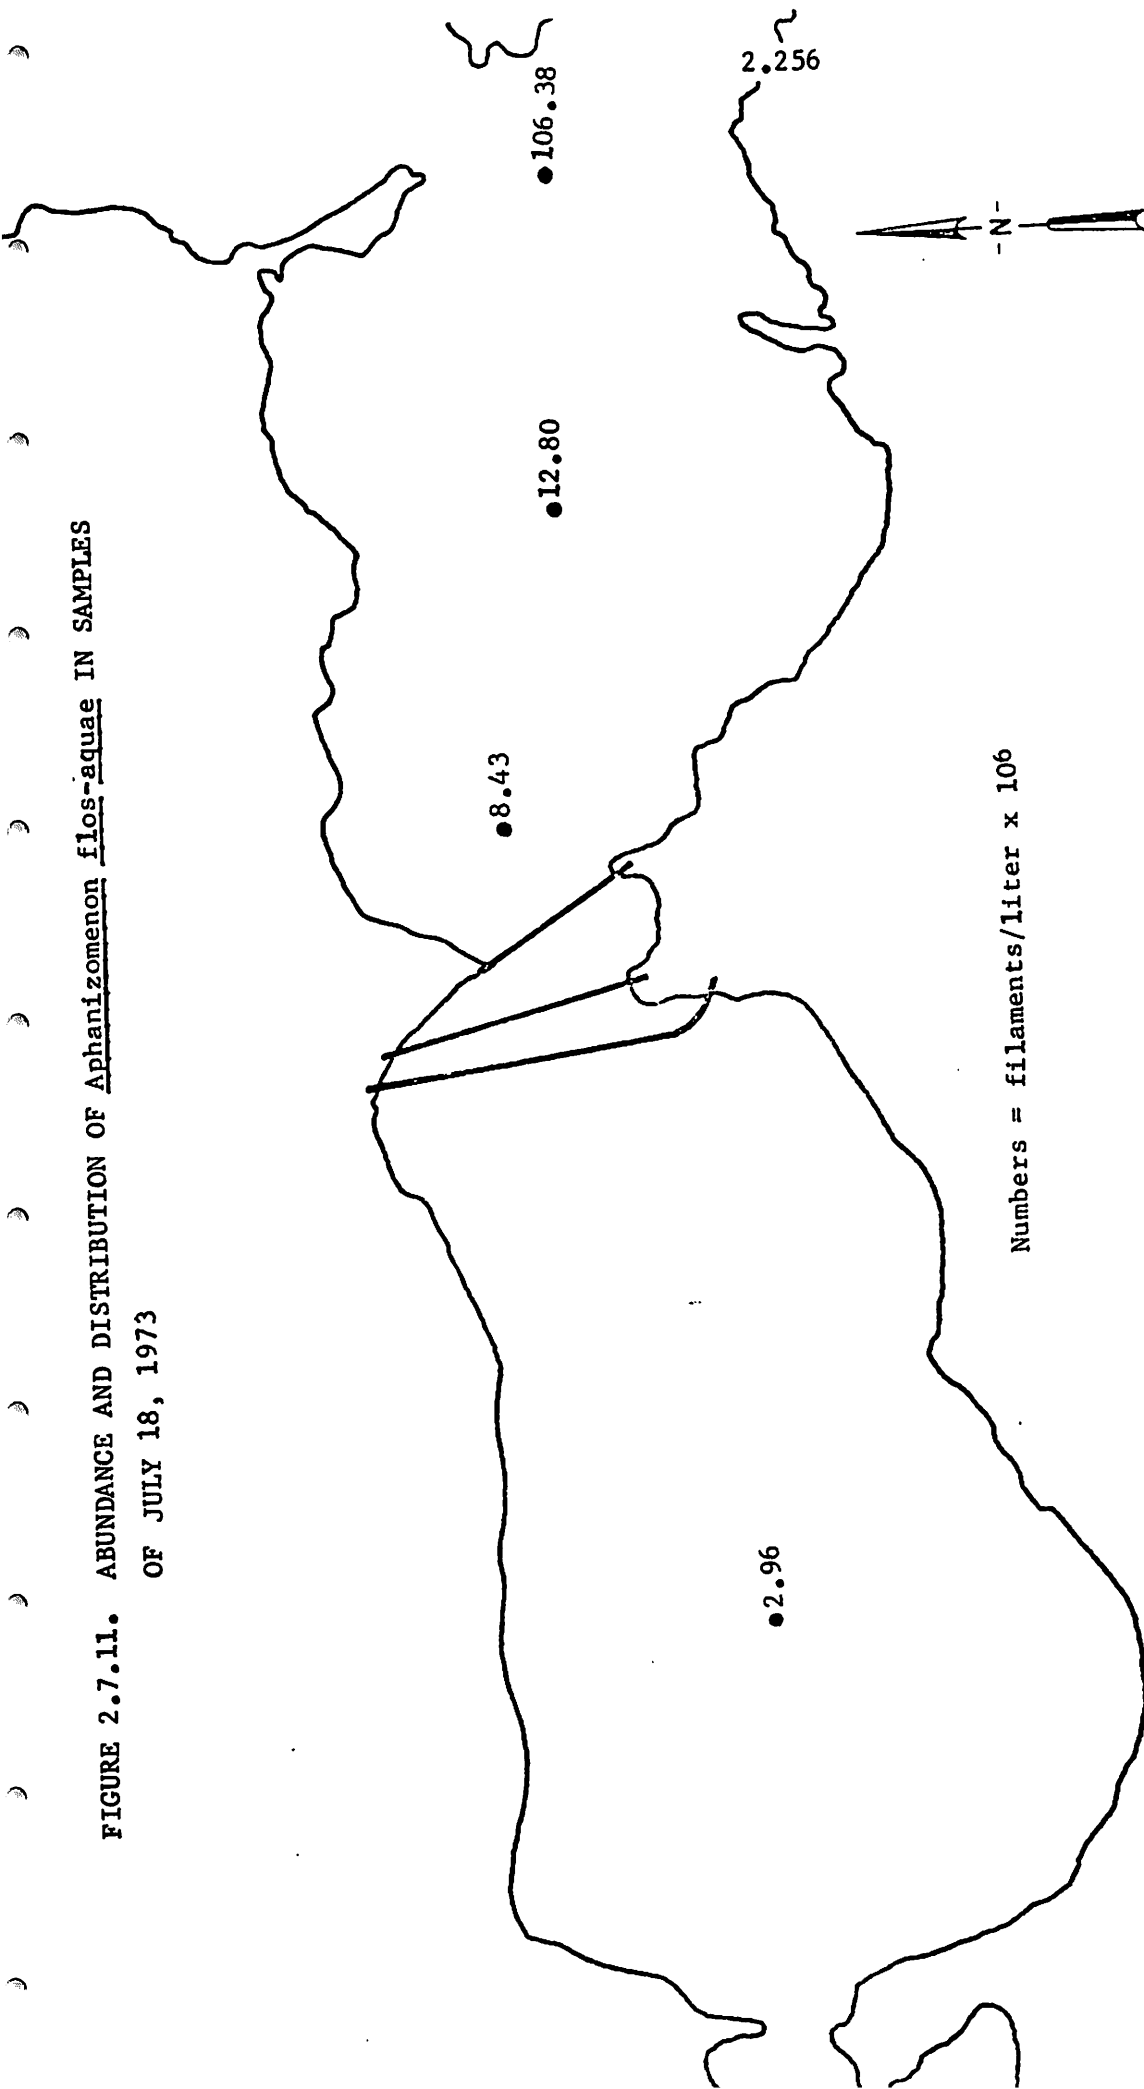 FIGURE 2.7.11. ABUNDANCE AND DISTRIBUTION OF Aphanizomenon flos-aquae IN SAMPLES
OF JULY 18, 1973
2.96
8.43
12.80
106.38
2.256
-N-
Numbers = filaments/liter x 10⁶